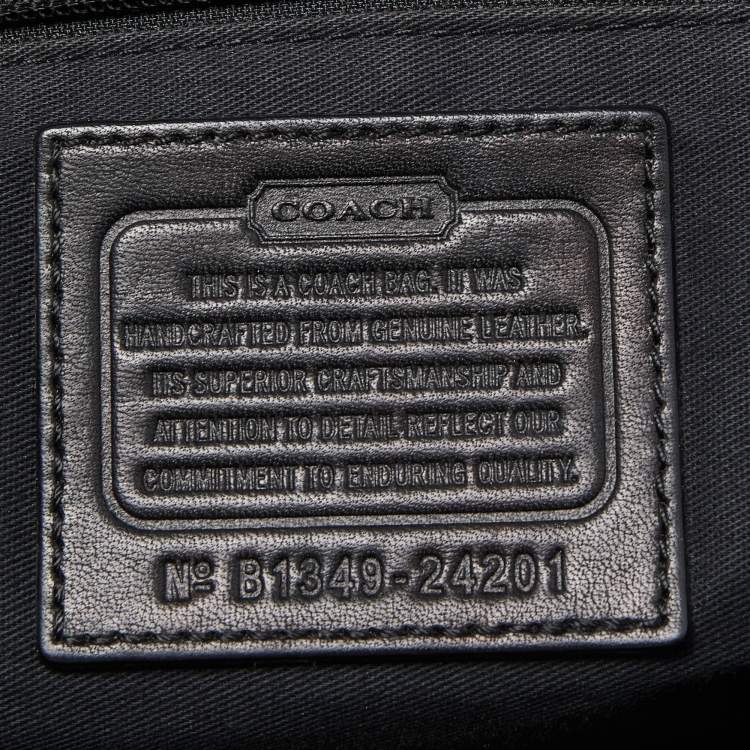 COACH
THIS IS A COACH BAG. IT WAS
HANDCRAFTED FROM GENUINE LEATHER.
ITS SUPERIOR CRAFTSMANSHIP AND
ATTENTION TO DETAIL REFLECT OUR
COMMITMENT TO ENDURING QUALITY.
Nº B1349-24201